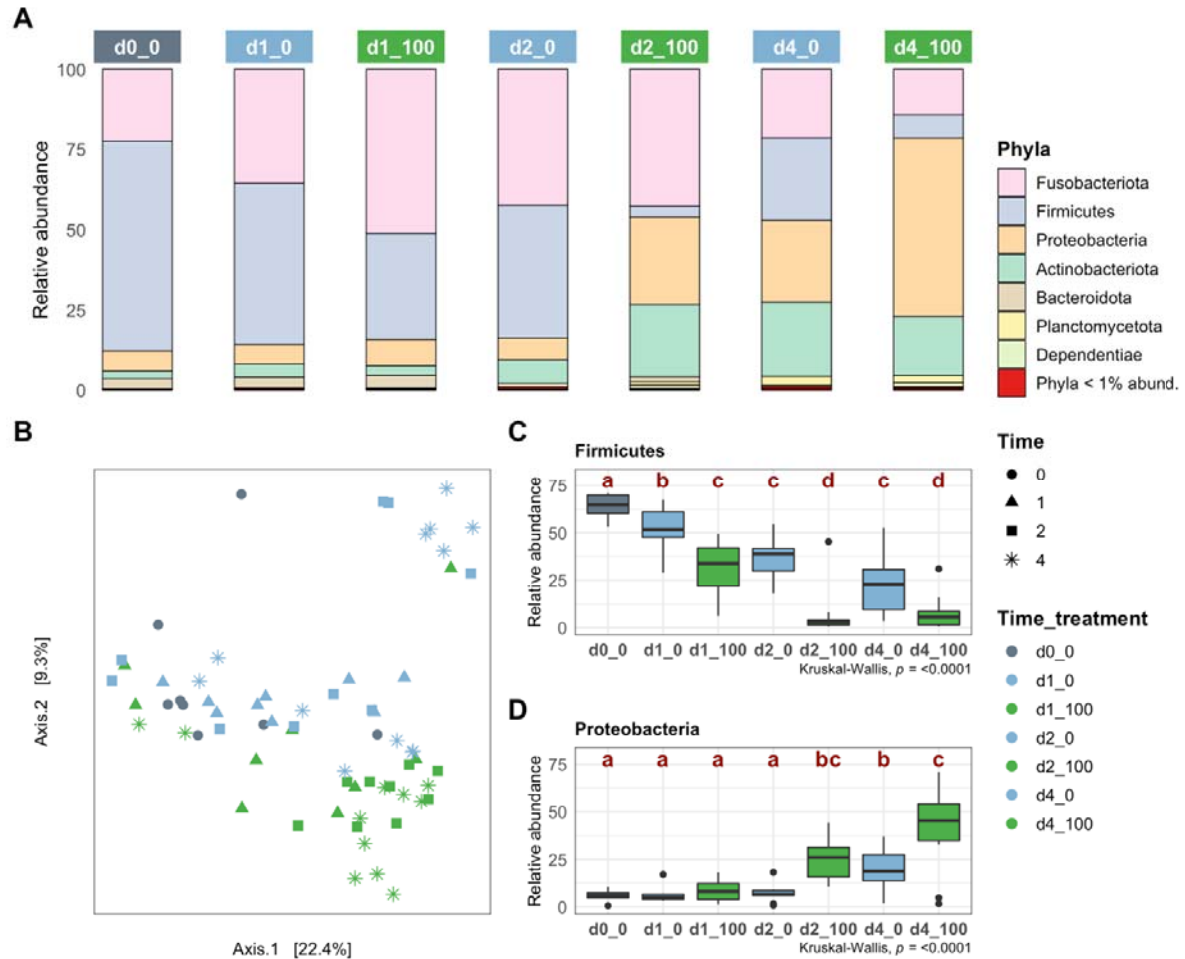 A
d0_0 d1_0 d1_100 d2_0 d2_100 d4_0 d4_100
100
75
50
25
0
Relative abundance
Phyla
Fusobacteriota
Firmicutes
Proteobacteria
Actinobacteriota
Bacteroidota
Planctomycetota
Dependentiae
Phyla < 1% abund.
B
Axis.2 [9.3%]
Axis.1 [22.4%]
C
Firmicutes
a b c c d c d
75
50
25
0
Relative abundance
d0_0 d1_0 d1_100 d2_0 d2_100 d4_0 d4_100
Kruskal-Wallis, p = <0.0001
D
Proteobacteria
a a a a bc b c
75
50
25
0
Relative abundance
d0_0 d1_0 d1_100 d2_0 d2_100 d4_0 d4_100
Kruskal-Wallis, p = <0.0001
Time
0
1
2
4
Time_treatment
d0_0
d1_0
d1_100
d2_0
d2_100
d4_0
d4_100